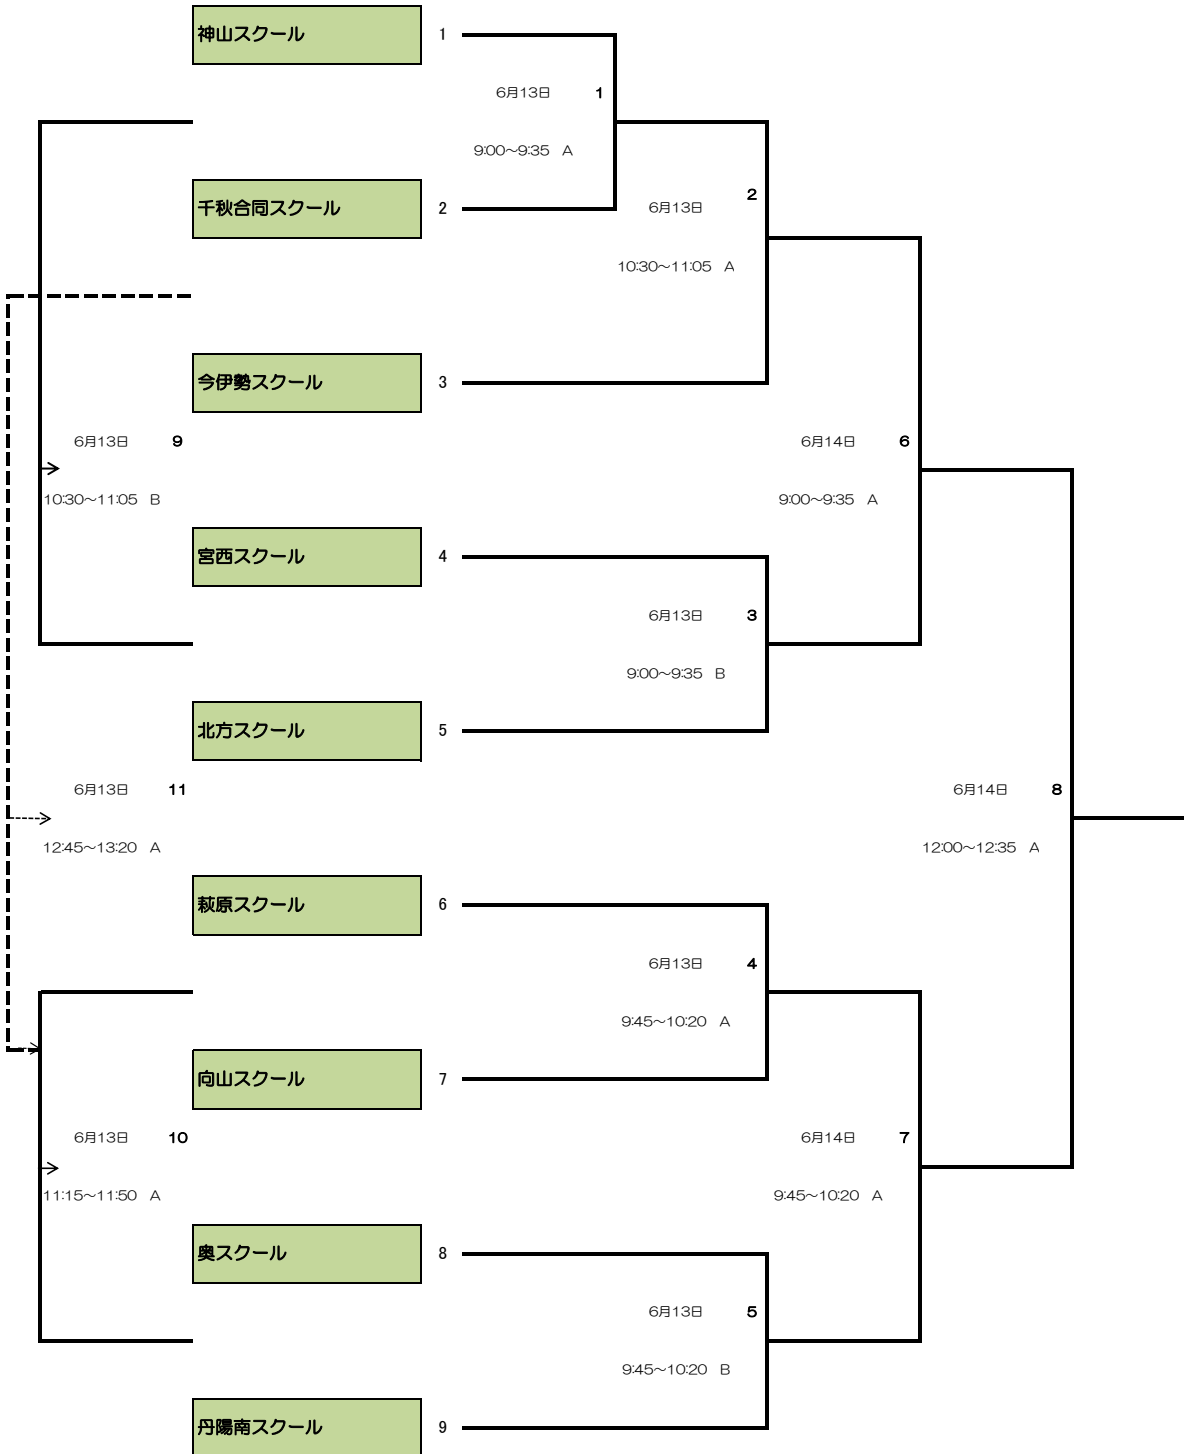 神山スクール 1
6月13日 1
9:00～9:35 A
千秋合同スクール 2
2
6月13日
10:30～11:05 A
今伊勢スクール 3
6月13日 9
6月14日 6
10:30～11:05 B
9:00～9:35 A
宮西スクール 4
6月13日 3
9:00～9:35 B
北方スクール 5
6月13日 11
6月14日 8
12:45～13:20 A
12:00～12:35 A
萩原スクール 6
6月13日 4
9:45～10:20 A
向山スクール 7
6月13日 10
6月14日 7
11:15～11:50 A
9:45～10:20 A
奥スクール 8
6月13日 5
9:45～10:20 B
丹陽南スクール 9